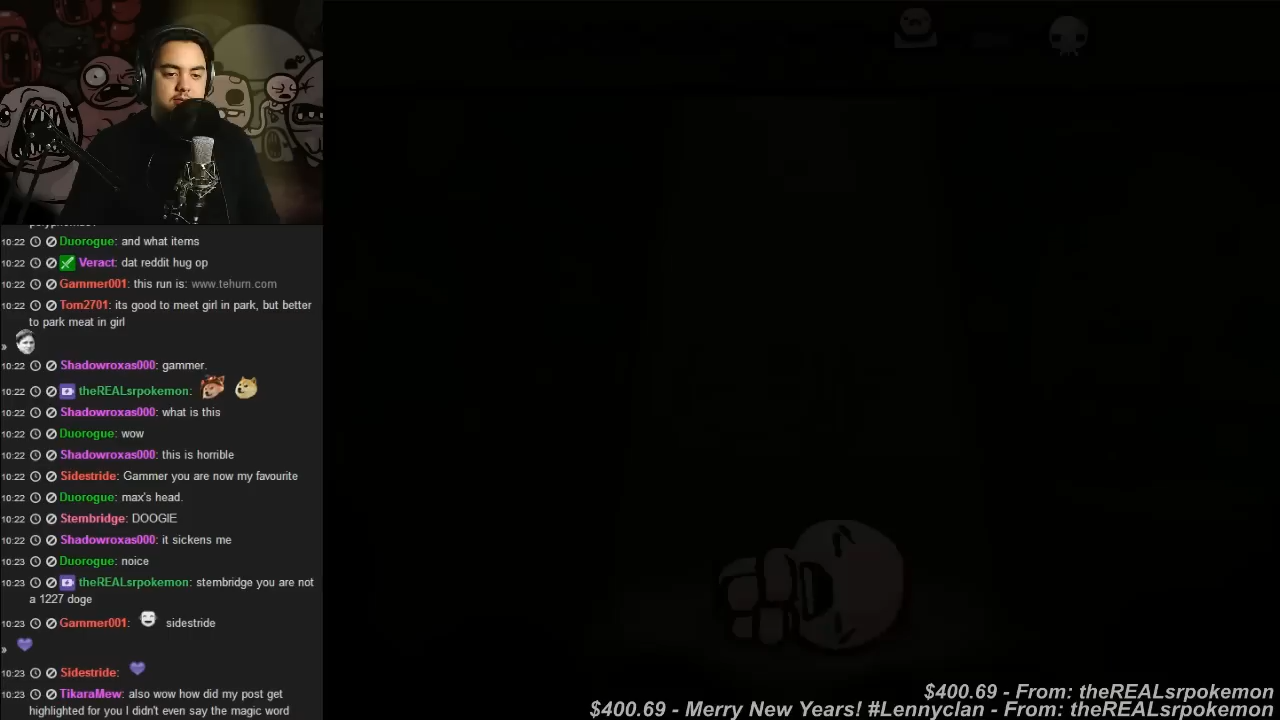 10:22 Duorogue: and what items
10:22 Veract: dat reddit hug op
10:22 Gammer001: this run is: www.tehurn.com
10:22 Tom2701: its good to meet girl in park, but better
to park meat in girl
»
10:22 Shadowroxas000: gammer.
10:22 theREALsrpokemon:
10:22 Shadowroxas000: what is this
10:22 Duorogue: wow
10:22 Shadowroxas000: this is horrible
10:22 Sidestride: Gammer you are now my favourite
10:22 Duorogue: max's head.
10:22 Stembridge: DOOGIE
10:22 Shadowroxas000: it sickens me
10:23 Duorogue: noice
10:23 theREALsrpokemon: stembridge you are not
a 1227 doge
10:23 Gammer001: sidestride
»
10:23 Sidestride:
10:23 TikaraMew: also wow how did my post get
highlighted for you I didn't even say the magic word
$400.69 - From: theREALsrpokemon
$400.69 - Merry New Years! #Lennyclan - From: theREALsrpokemon